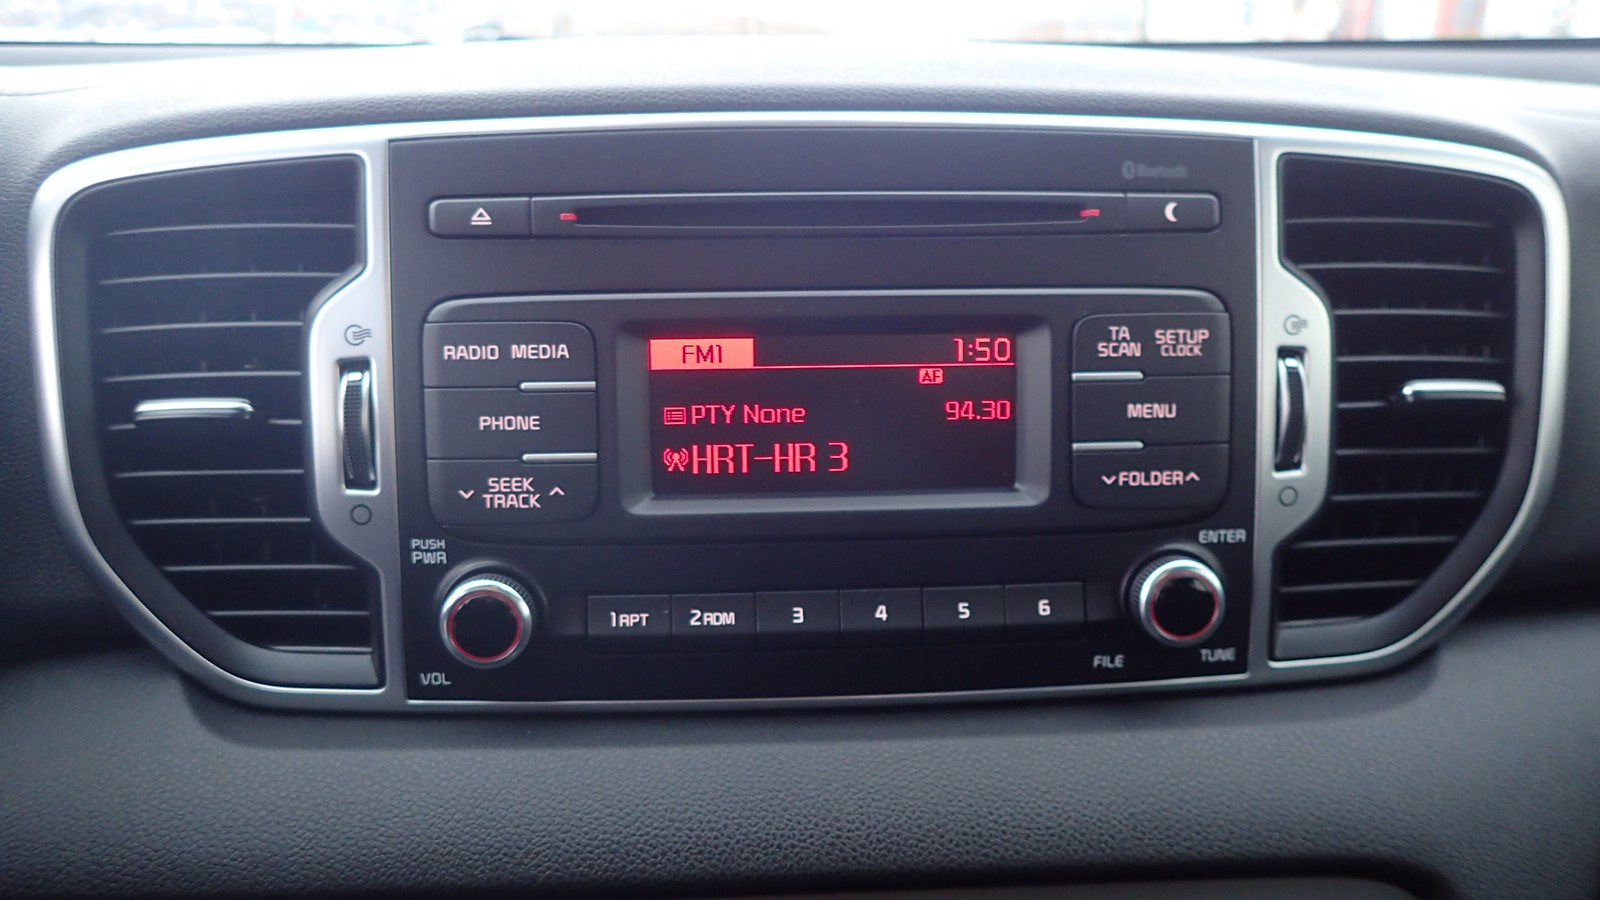 Bluetooth
RADIO MEDIA
PHONE
SEEK
TRACK
FM1 1:50
AF
PTY None 94.30
HRT-HR 3
TA
SCAN
SETUP
CLOCK
MENU
FOLDER
PUSH
PWR
VOL
1 RPT 2 RDM 3 4 5 6
ENTER
FILE
TUNE